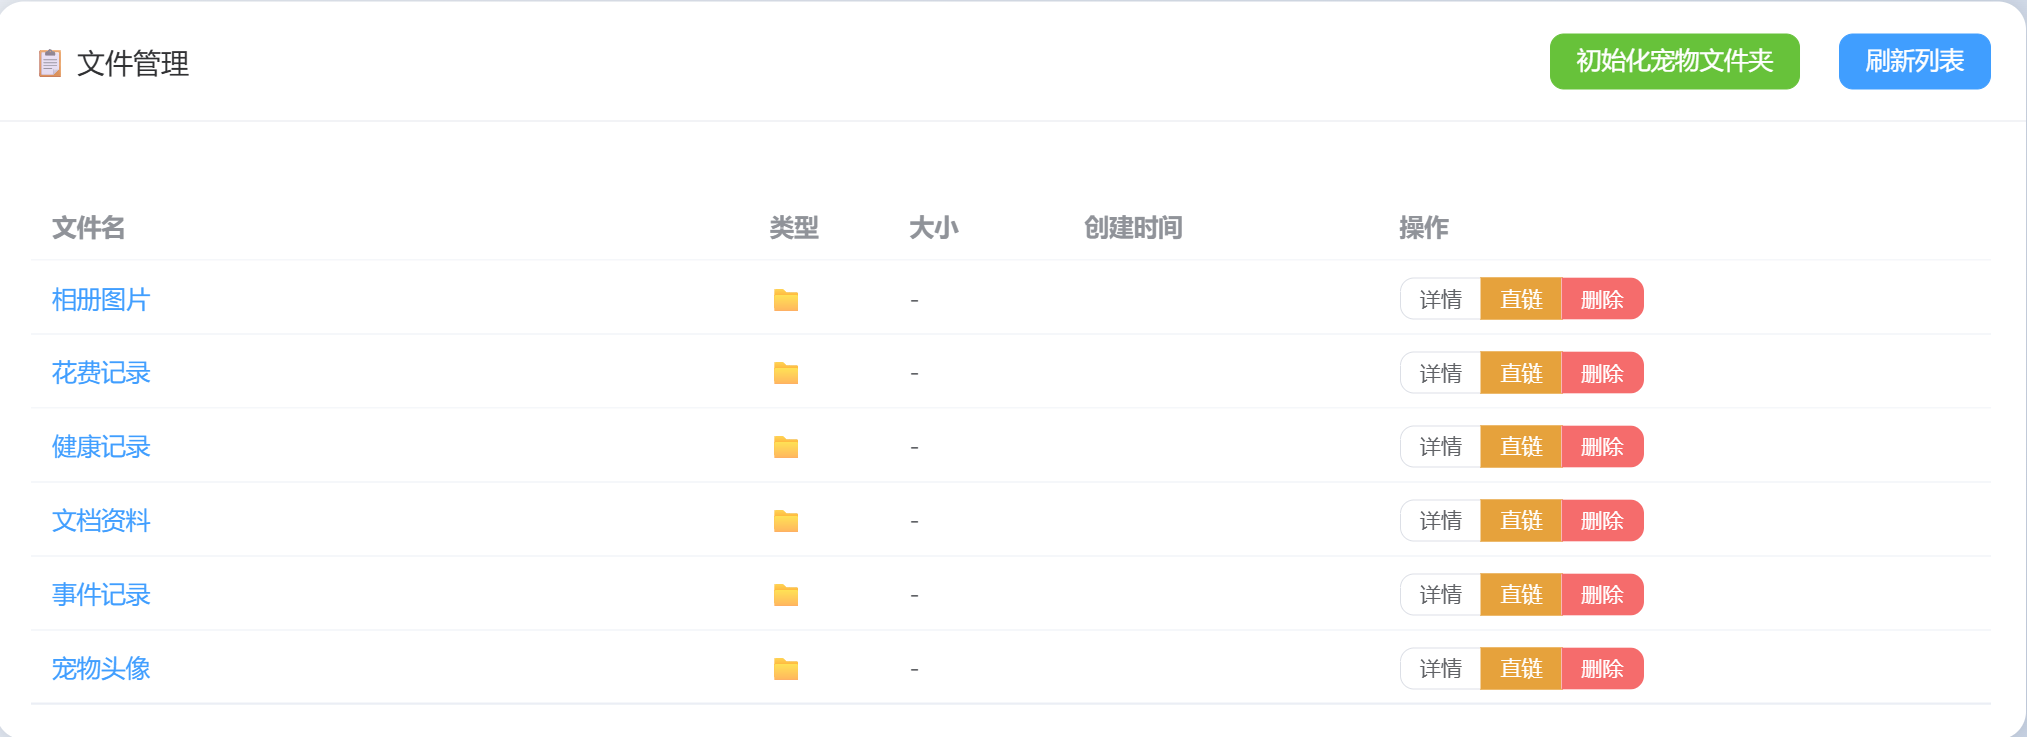 文件管理 初始化宠物文件夹 刷新列表
文件名 类型 大小 创建时间 操作
相册图片 - 详情 直链 删除
花费记录 - 详情 直链 删除
健康记录 - 详情 直链 删除
文档资料 - 详情 直链 删除
事件记录 - 详情 直链 删除
宠物头像 - 详情 直链 删除